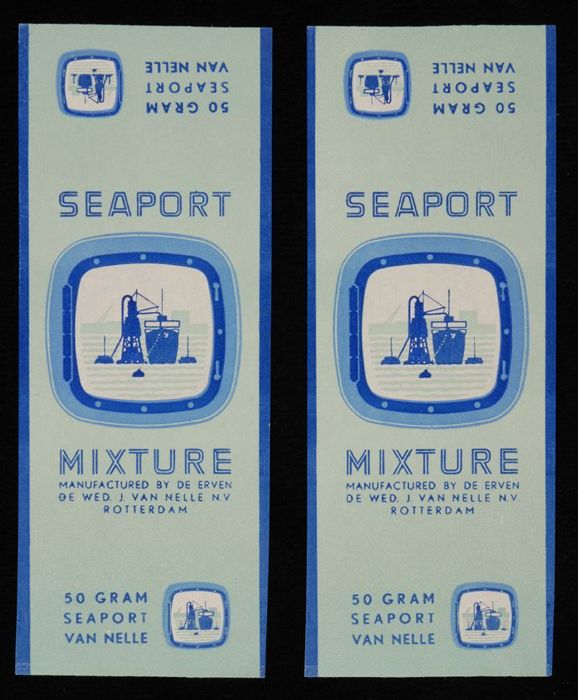 50 GRAM
SEAPORT
VAN NELLE
SEAPORT
MIXTURE
MANUFACTURED BY DE ERVEN
DE WED. J. VAN NELLE N.V.
ROTTERDAM
50 GRAM
SEAPORT
VAN NELLE
50 GRAM
SEAPORT
VAN NELLE
SEAPORT
MIXTURE
MANUFACTURED BY DE ERVEN
DE WED. J. VAN NELLE N.V.
ROTTERDAM
50 GRAM
SEAPORT
VAN NELLE